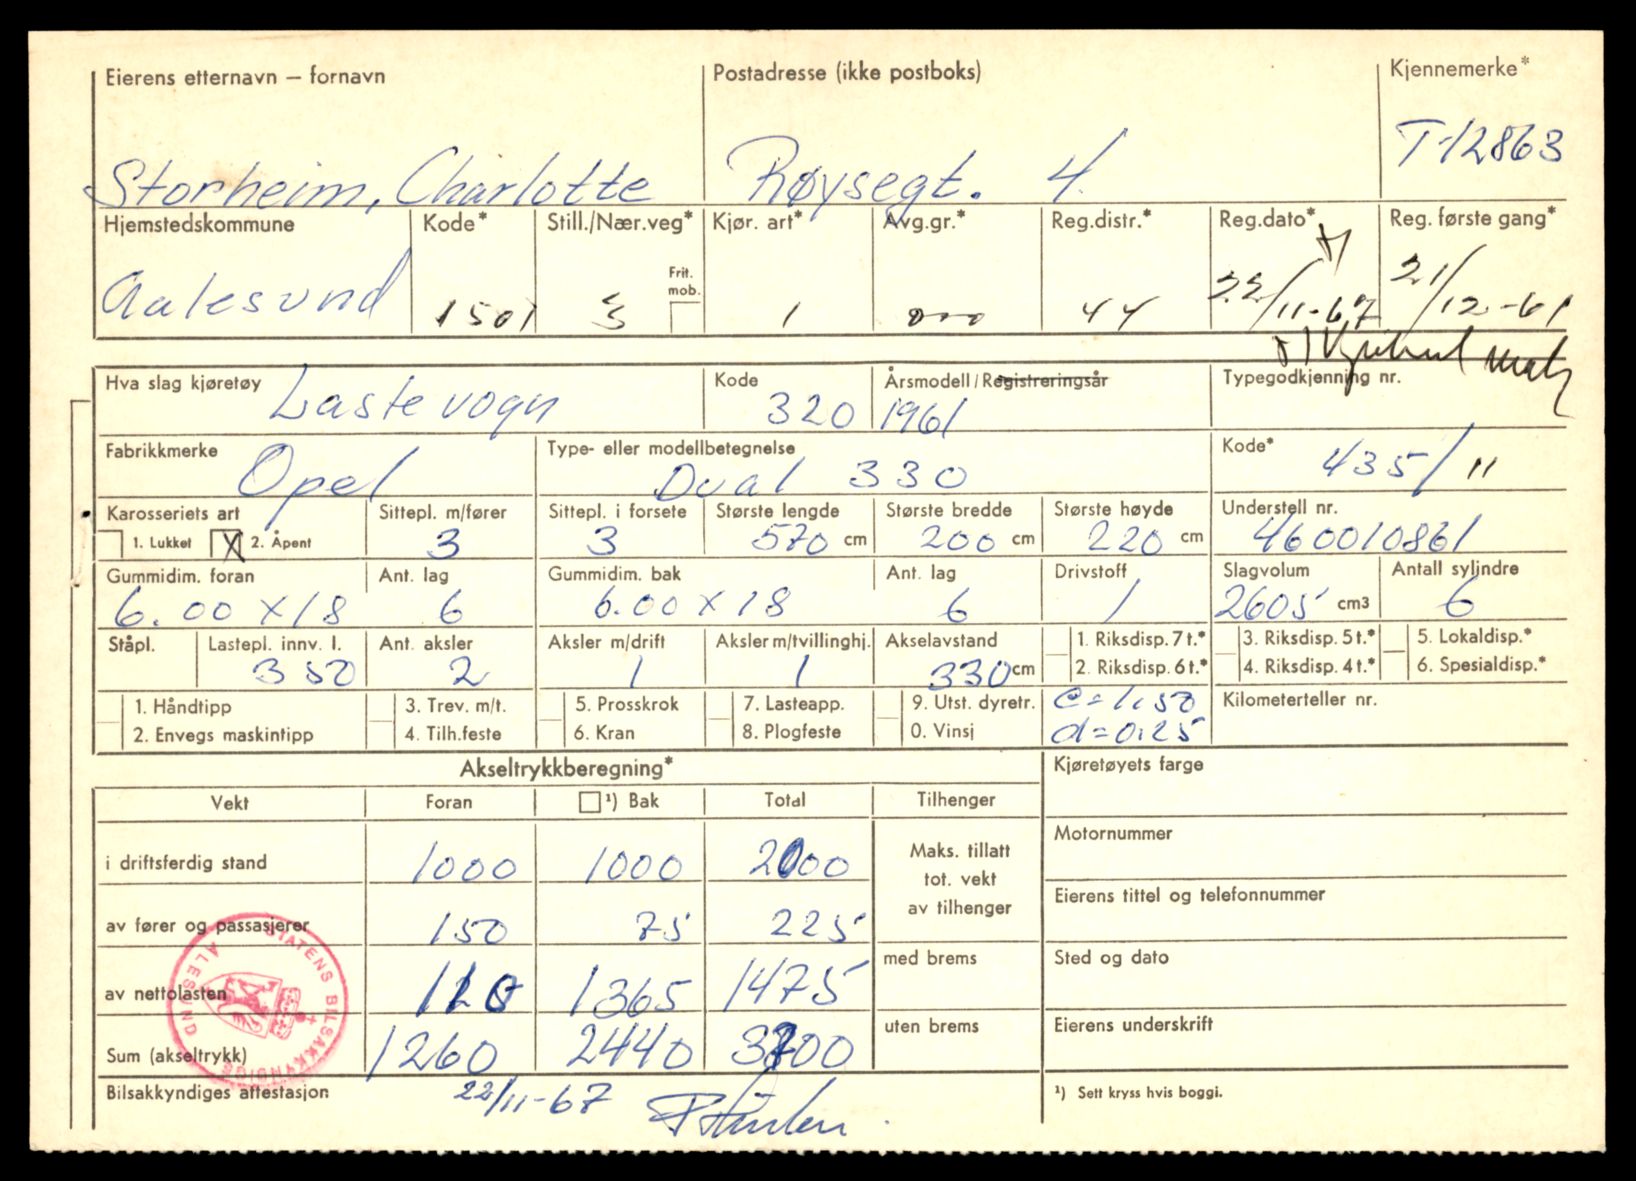 Eierens etternavn – fornavn Postadresse (ikke postboks) Kjennemerke*
Storheim, Charlotte Røysegt. 4. T-12863
Hjemstedskommune Kode* Still./Nær.veg* Kjør. art* Avg.gr.* Reg.distr.* Reg.dato* Reg. første gang*
Frit. mob.
Aalesund 1501 3 1 000 44 22/11-67 21/12-61
Hva slag kjøretøy Kode Årsmodell/Registreringsår Typegodkjenning nr.
Lastevogn 320 1961
Fabrikkmerke Type- eller modellbetegnelse Kode*
Opel Dual 330 435/11
Karosseriets art Sittepl. m/fører Sittepl. i forsete Største lengde Største bredde Største høyde Understell nr.
1. Lukket X 2. Åpent 3 3 570 cm 200 cm 220 cm 460010861
Gummidim. foran Ant. lag Gummidim. bak Ant. lag Drivstoff Slagvolum Antall sylindre
6.00 x 18 6 6.00 x 18 6 1 2605 cm3 6
Ståpl. Lastepl. innv. l. Ant. aksler Aksler m/drift Aksler m/tvillinghj. Akselavstand 1. Riksdisp. 7 t.* 3. Riksdisp. 5 t.* 5. Lokaldisp.*
350 2 1 1 330 cm 2. Riksdisp. 6 t.* 4. Riksdisp. 4 t.* 6. Spesialdisp.*
1. Håndtipp 3. Trev. m/t. 5. Prosskrok 7. Lasteapp. 9. Utst. dyretr. c=1.50 Kilometerteller nr.
2. Envegs maskintipp 4. Tilh.feste 6. Kran 8. Plogfeste 0. Vinsj d=0.25
Akseltrykkberegning* Kjøretøyets farge
Vekt Foran ¹) Bak Total Tilhenger
i driftsferdig stand 1000 1000 2000 Maks. tillatt tot. vekt av tilhenger Motornummer
av fører og passasjerer 150 75 225 Eierens tittel og telefonnummer
av nettolasten 110 1365 1475 med brems Sted og dato
Sum (akseltrykk) 1260 2440 3700 uten brems Eierens underskrift
Bilsakkyndiges attestasjon 22/11-67 ¹) Sett kryss hvis boggi.
STATENS BILSAKKYNDIGE ÅLESUND